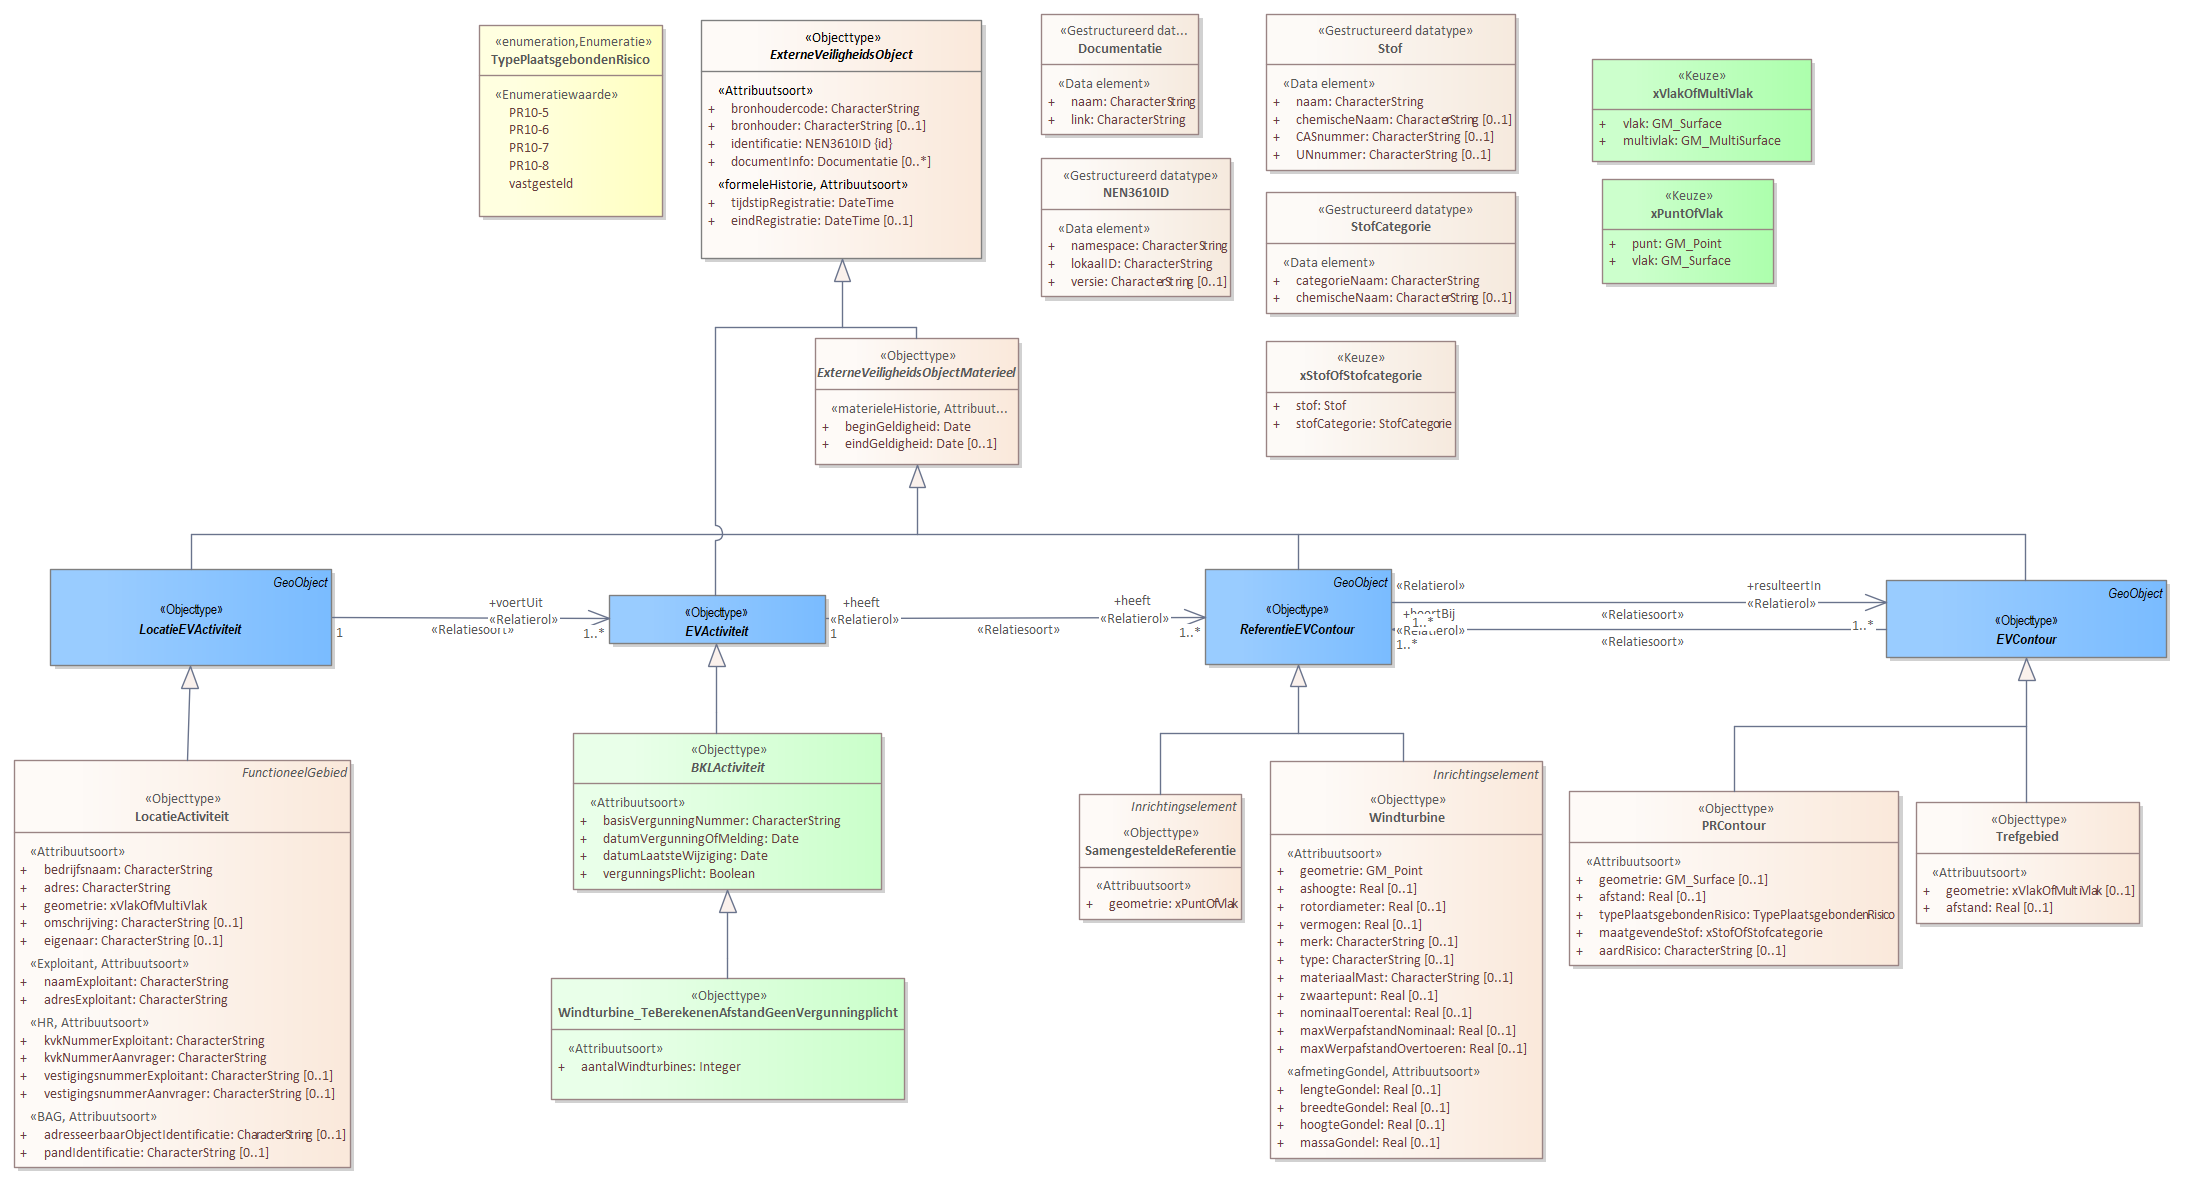 «enumeration,Enumeratie»
TypePlaatsgebondenRisico
«Enumeratiewaarde»
PR10-5
PR10-6
PR10-7
PR10-8
vastgesteld
«Objecttype»
ExterneVeiligheidsObject
«Attribuutsoort»
+ bronhoudercode: CharacterString
+ bronhouder: CharacterString [0..1]
+ identificatie: NEN3610ID {id}
+ documentInfo: Documentatie [0..*]
«formeleHistorie, Attribuutsoort»
+ tijdstipRegistratie: DateTime
+ eindRegistratie: DateTime [0..1]
«Gestructureerd dat...
Documentatie
«Data element»
+ naam: CharacterString
+ link: CharacterString
«Gestructureerd datatype»
NEN3610ID
«Data element»
+ namespace: CharacterString
+ lokaalID: CharacterString
+ versie: CharacterString [0..1]
«Gestructureerd datatype»
Stof
«Data element»
+ naam: CharacterString
+ chemischeNaam: CharacterString [0..1]
+ CASnummer: CharacterString [0..1]
+ UNnummer: CharacterString [0..1]
«Gestructureerd datatype»
StofCategorie
«Data element»
+ categorieNaam: CharacterString
+ chemischeNaam: CharacterString [0..1]
«Keuze»
xStofOfStofcategorie
+ stof: Stof
+ stofCategorie: StofCategorie
«Keuze»
xVlakOfMultiVlak
+ vlak: GM_Surface
+ multivlak: GM_MultiSurface
«Keuze»
xPuntOfVlak
+ punt: GM_Point
+ vlak: GM_Surface
«Objecttype»
ExterneVeiligheidsObjectMaterieel
«materieleHistorie, Attribuut...
+ beginGeldigheid: Date
+ eindGeldigheid: Date [0..1]
GeoObject
«Objecttype»
LocatieEVActiviteit
1
«Relatiesoort»
+voertUit
«Relatierol»
1..*
«Objecttype»
EVActiviteit
+heeft
«Relatierol»
1
«Relatiesoort»
+heeft
«Relatierol»
1..*
GeoObject
«Objecttype»
ReferentieEVContour
«Relatierol»
+hoortBij
1..*
«Relatierol»
1..*
«Relatiesoort»
«Relatiesoort»
+resulteertIn
«Relatierol»
1..*
GeoObject
«Objecttype»
EVContour
FunctioneelGebied
«Objecttype»
LocatieActiviteit
«Attribuutsoort»
+ bedrijfsnaam: CharacterString
+ adres: CharacterString
+ geometrie: xVlakOfMultiVlak
+ omschrijving: CharacterString [0..1]
+ eigenaar: CharacterString [0..1]
«Exploitant, Attribuutsoort»
+ naamExploitant: CharacterString
+ adresExploitant: CharacterString
«HR, Attribuutsoort»
+ kvkNummerExploitant: CharacterString
+ kvkNummerAanvrager: CharacterString
+ vestigingsnummerExploitant: CharacterString [0..1]
+ vestigingsnummerAanvrager: CharacterString [0..1]
«BAG, Attribuutsoort»
+ adresseerbaarObjectIdentificatie: CharacterString [0..1]
+ pandIdentificatie: CharacterString [0..1]
«Objecttype»
BKLActiviteit
«Attribuutsoort»
+ basisVergunningNummer: CharacterString
+ datumVergunningOfMelding: Date
+ datumLaatsteWijziging: Date
+ vergunningsPlicht: Boolean
«Objecttype»
Windturbine_TeBerekenenAfstandGeenVergunningplicht
«Attribuutsoort»
+ aantalWindturbines: Integer
Inrichtingselement
«Objecttype»
SamengesteldeReferentie
«Attribuutsoort»
+ geometrie: xPuntOfVlak
Inrichtingselement
«Objecttype»
Windturbine
«Attribuutsoort»
+ geometrie: GM_Point
+ ashoogte: Real [0..1]
+ rotordiameter: Real [0..1]
+ vermogen: Real [0..1]
+ merk: CharacterString [0..1]
+ type: CharacterString [0..1]
+ materiaalMast: CharacterString [0..1]
+ zwaartepunt: Real [0..1]
+ nominaalToerental: Real [0..1]
+ maxWerpafstandNominaal: Real [0..1]
+ maxWerpafstandOvertoeren: Real [0..1]
«afmetingGondel, Attribuutsoort»
+ lengteGondel: Real [0..1]
+ breedteGondel: Real [0..1]
+ hoogteGondel: Real [0..1]
+ massaGondel: Real [0..1]
«Objecttype»
PRContour
«Attribuutsoort»
+ geometrie: GM_Surface [0..1]
+ afstand: Real [0..1]
+ typePlaatsgebondenRisico: TypePlaatsgebondenRisico
+ maatgevendeStof: xStofOfStofcategorie
+ aardRisico: CharacterString [0..1]
«Objecttype»
Trefgebied
«Attribuutsoort»
+ geometrie: xVlakOfMultiVlak [0..1]
+ afstand: Real [0..1]